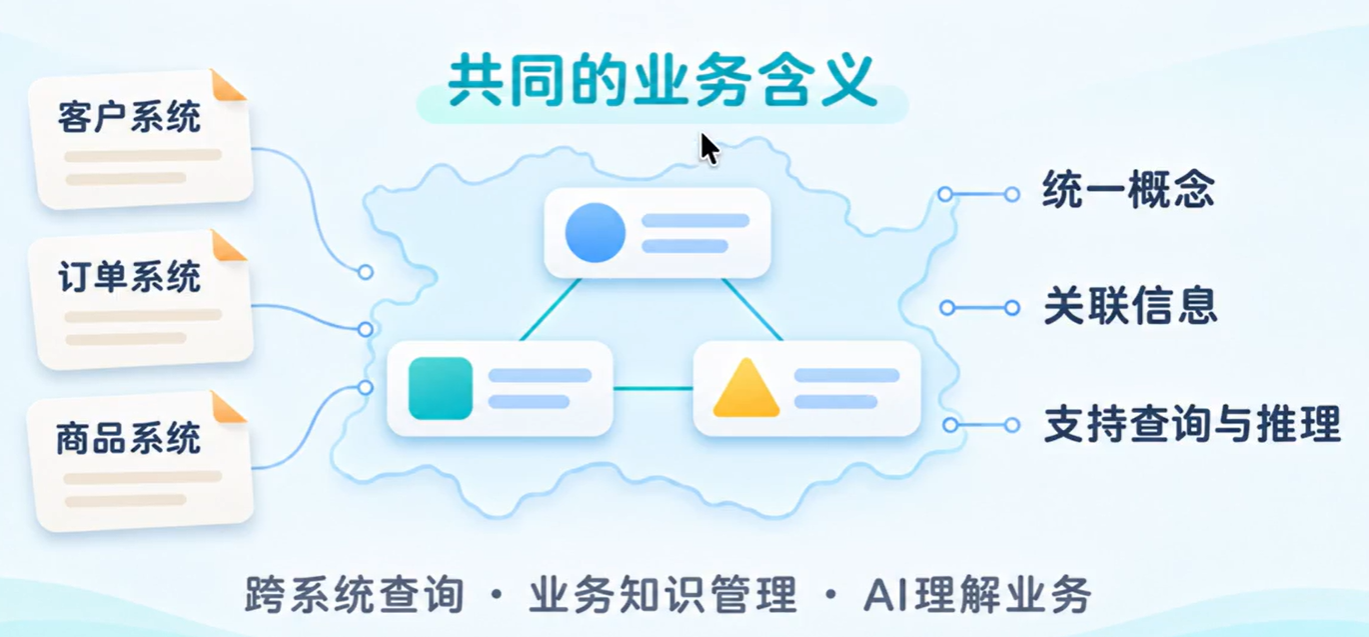 共同的业务含义
客户系统
订单系统
商品系统
统一概念
关联信息
支持查询与推理
跨系统查询 · 业务知识管理 · AI理解业务